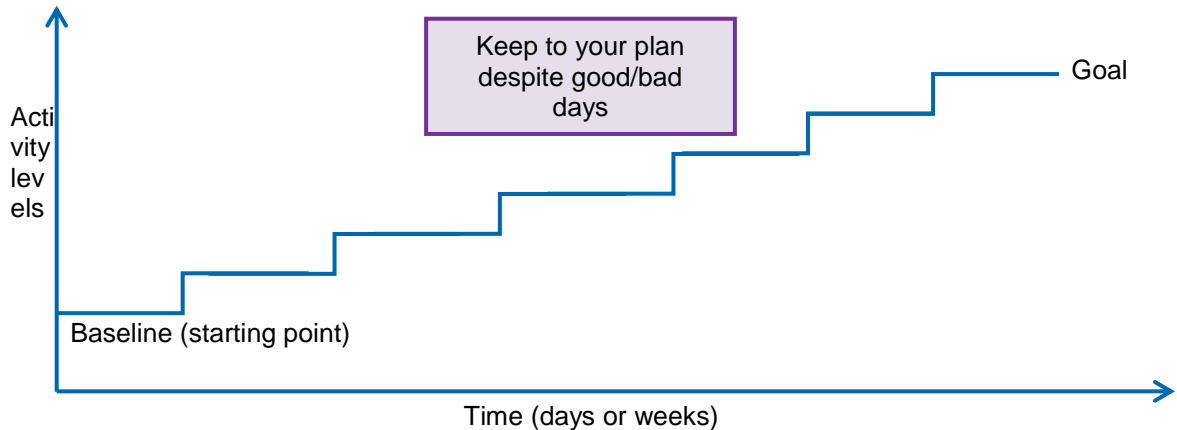 Keep to your plan
despite good/bad
days
Goal
Acti
vity
lev
els
Baseline (starting point)
Time (days or weeks)